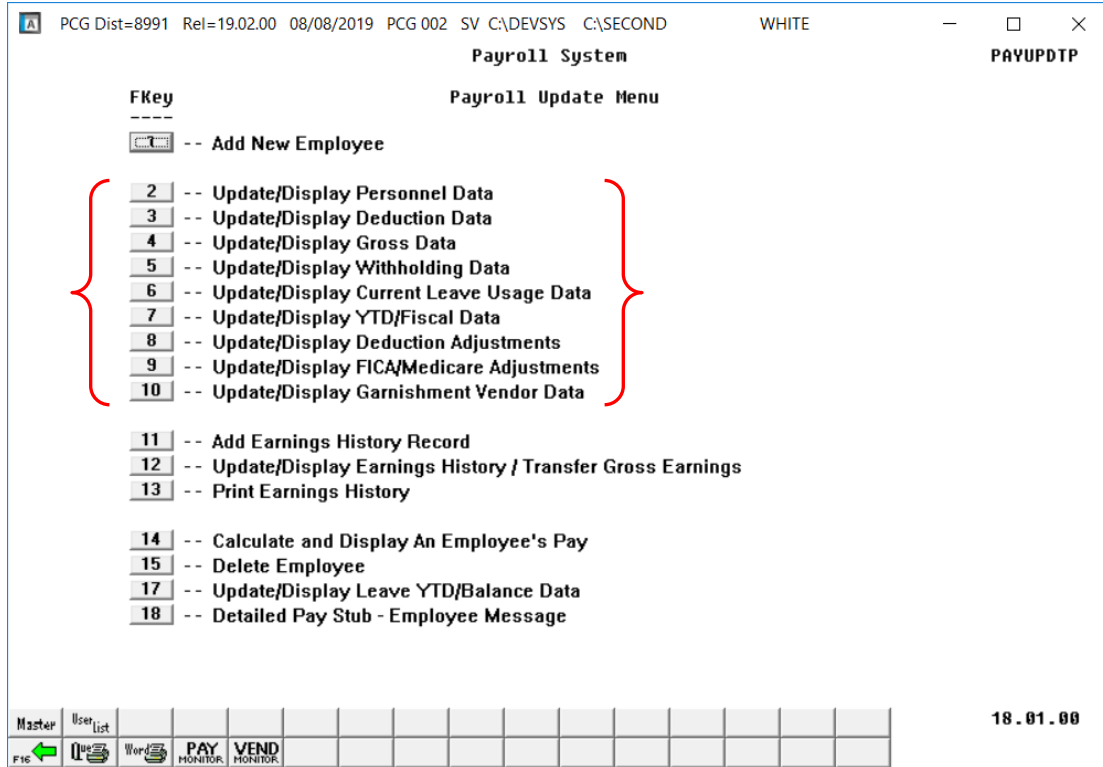 PCG Dist=8991 Rel=19.02.00 08/08/2019 PCG 002 SV C:\DEVSYS C:\SECOND WHITE
Payroll System PAYUPDTP
FKey Payroll Update Menu
----
1 -- Add New Employee
2 -- Update/Display Personnel Data
3 -- Update/Display Deduction Data
4 -- Update/Display Gross Data
5 -- Update/Display Withholding Data
6 -- Update/Display Current Leave Usage Data
7 -- Update/Display YTD/Fiscal Data
8 -- Update/Display Deduction Adjustments
9 -- Update/Display FICA/Medicare Adjustments
10 -- Update/Display Garnishment Vendor Data
11 -- Add Earnings History Record
12 -- Update/Display Earnings History / Transfer Gross Earnings
13 -- Print Earnings History
14 -- Calculate and Display An Employee's Pay
15 -- Delete Employee
17 -- Update/Display Leave YTD/Balance Data
18 -- Detailed Pay Stub - Employee Message
Master User List 18.01.00
F16 Que Word PAY MONITOR VEND MONITOR